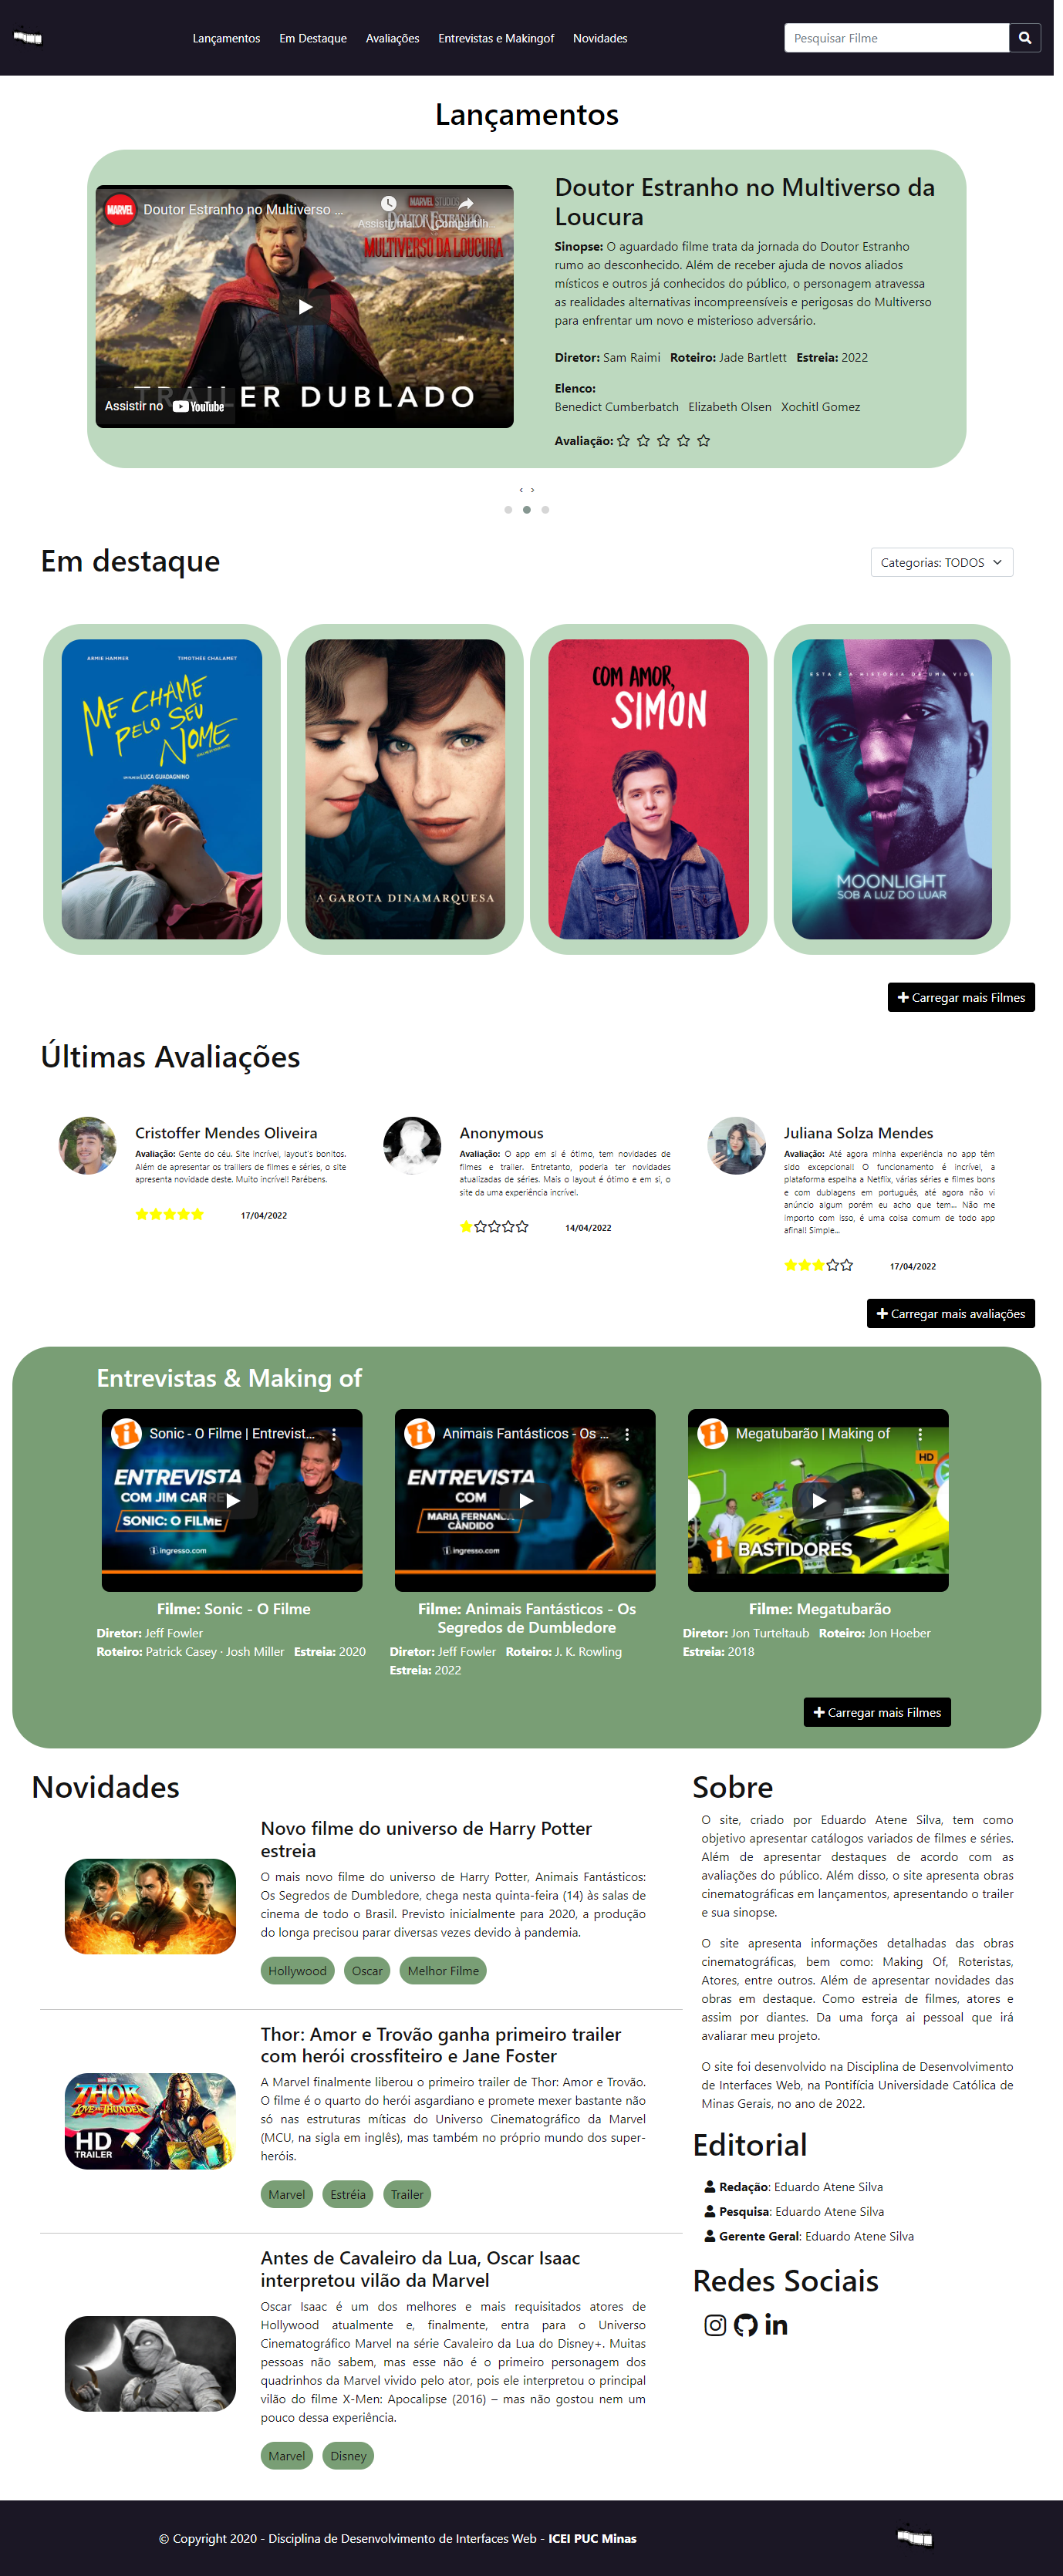 Lançamentos Em Destaque Avaliações Entrevistas e Makingof Novidades
Pesquisar Filme
Lançamentos
MARVEL
Doutor Estranho no Multiverso ...
MARVEL STUDIOS
DOUTOR ESTRANHO
MULTIVERSO DA LOUCURA
TRAILER DUBLADO
Assistir no YouTube
Doutor Estranho no Multiverso da
Loucura
Sinopse: O aguardado filme trata da jornada do Doutor Estranho
rumo ao desconhecido. Além de receber ajuda de novos aliados
místicos e outros já conhecidos do público, o personagem atravessa
as realidades alternativas incompreensíveis e perigosas do Multiverso
para enfrentar um novo e misterioso adversário.
Diretor: Sam Raimi Roteiro: Jade Bartlett Estreia: 2022
Elenco:
Benedict Cumberbatch Elizabeth Olsen Xochitl Gomez
Avaliação:
‹ ›
Em destaque
Categorias: TODOS
ARMIE HAMMER TIMOTHÉE CHALAMET
ME CHAME
PELO SEU
NOME
UM FILME DE LUCA GUADAGNINO
A GAROTA DINAMARQUESA
COM AMOR,
SIMON
ESTA É A HISTÓRIA DE UMA VIDA
MOONLIGHT
SOB A LUZ DO LUAR
Carregar mais Filmes
Últimas Avaliações
Cristoffer Mendes Oliveira
Avaliação: Gente do céu. Site incrível, layout's bonitos.
Além de apresentar os traillers de filmes e séries, o site
apresenta novidade deste. Muito incrível! Parébens.
17/04/2022
Anonymous
Avaliação: O app em si é ótimo, tem novidades de
filmes e trailer. Entretanto, poderia ter novidades
atualizadas de séries. Mais o layout é ótimo e em si, o
site da uma experiência incrível.
14/04/2022
Juliana Solza Mendes
Avaliação: Até agora minha experiência no app têm
sido excepcional! O funcionamento é incrível, a
plataforma espelha a Netflix, várias séries e filmes bons
e com dublagens em português, até agora não vi
anúncio algum porém eu acho que tem... Não me
importo com isso, é uma coisa comum de todo app
afinal! Simple...
17/04/2022
Carregar mais avaliações
Entrevistas & Making of
Sonic - O Filme | Entrevist...
ENTREVISTA
COM JIM CARREY
SONIC: O FILME
ingresso.com
Animais Fantásticos - Os ...
ENTREVISTA
COM
MARIA FERNANDA
CÂNDIDO
ingresso.com
Megatubarão | Making of
HD
BASTIDORES
Filme: Sonic - O Filme
Diretor: Jeff Fowler
Roteiro: Patrick Casey · Josh Miller Estreia: 2020
Filme: Animais Fantásticos - Os
Segredos de Dumbledore
Diretor: Jeff Fowler Roteiro: J. K. Rowling
Estreia: 2022
Filme: Megatubarão
Diretor: Jon Turteltaub Roteiro: Jon Hoeber
Estreia: 2018
Carregar mais Filmes
Novidades
Novo filme do universo de Harry Potter
estreia
O mais novo filme do universo de Harry Potter, Animais Fantásticos:
Os Segredos de Dumbledore, chega nesta quinta-feira (14) às salas de
cinema de todo o Brasil. Previsto inicialmente para 2020, a produção
do longa precisou parar diversas vezes devido à pandemia.
Hollywood Oscar Melhor Filme
THOR
LOVE AND THUNDER
HD
TRAILER
Thor: Amor e Trovão ganha primeiro trailer
com herói crossfiteiro e Jane Foster
A Marvel finalmente liberou o primeiro trailer de Thor: Amor e Trovão.
O filme é o quarto do herói asgardiano e promete mexer bastante não
só nas estruturas míticas do Universo Cinematográfico da Marvel
(MCU, na sigla em inglês), mas também no próprio mundo dos super-
heróis.
Marvel Estréia Trailer
Antes de Cavaleiro da Lua, Oscar Isaac
interpretou vilão da Marvel
Oscar Isaac é um dos melhores e mais requisitados atores de
Hollywood atualmente e, finalmente, entra para o Universo
Cinematográfico Marvel na série Cavaleiro da Lua do Disney+. Muitas
pessoas não sabem, mas esse não é o primeiro personagem dos
quadrinhos da Marvel vivido pelo ator, pois ele interpretou o principal
vilão do filme X-Men: Apocalipse (2016) – mas não gostou nem um
pouco dessa experiência.
Marvel Disney
Sobre
O site, criado por Eduardo Atene Silva, tem como
objetivo apresentar catálogos variados de filmes e séries.
Além de apresentar destaques de acordo com as
avaliações do público. Além disso, o site apresenta obras
cinematográficas em lançamentos, apresentando o trailer
e sua sinopse.
O site apresenta informações detalhadas das obras
cinematográficas, bem como: Making Of, Roteristas,
Atores, entre outros. Além de apresentar novidades das
obras em destaque. Como estreia de filmes, atores e
assim por diantes. Da uma força ai pessoal que irá
avaliarar meu projeto.
O site foi desenvolvido na Disciplina de Desenvolvimento
de Interfaces Web, na Pontifícia Universidade Católica de
Minas Gerais, no ano de 2022.
Editorial
Redação: Eduardo Atene Silva
Pesquisa: Eduardo Atene Silva
Gerente Geral: Eduardo Atene Silva
Redes Sociais
© Copyright 2020 - Disciplina de Desenvolvimento de Interfaces Web - ICEI PUC Minas